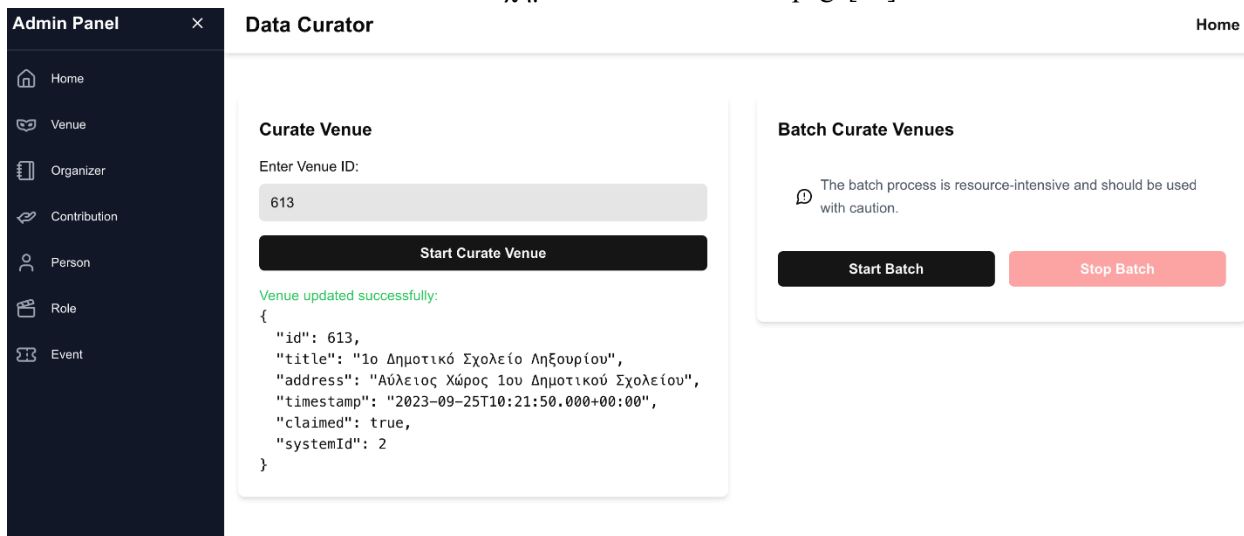 Admin Panel
Data Curator
Home
Home
Venue
Organizer
Contribution
Person
Role
Event
Curate Venue
Enter Venue ID:
613
Start Curate Venue
Venue updated successfully:
{
"id": 613,
"title": "1ο Δημοτικό Σχολείο Ληξουρίου",
"address": "Αύλειος Χώρος 1ου Δημοτικού Σχολείου",
"timestamp": "2023-09-25T10:21:50.000+00:00",
"claimed": true,
"systemId": 2
}
Batch Curate Venues
The batch process is resource-intensive and should be used
with caution.
Start Batch
Stop Batch